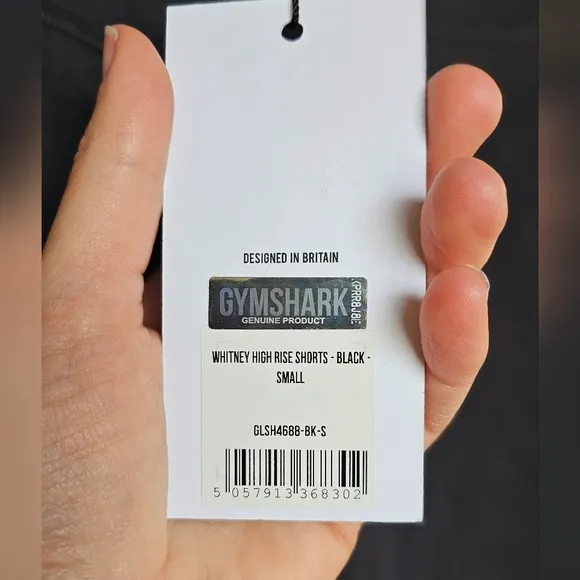 DESIGNED IN BRITAIN
GYMSHARK
GENUINE PRODUCT
WHITNEY HIGH RISE SHORTS - BLACK -
SMALL
GLSH4688-BK-S
5 057913 368302